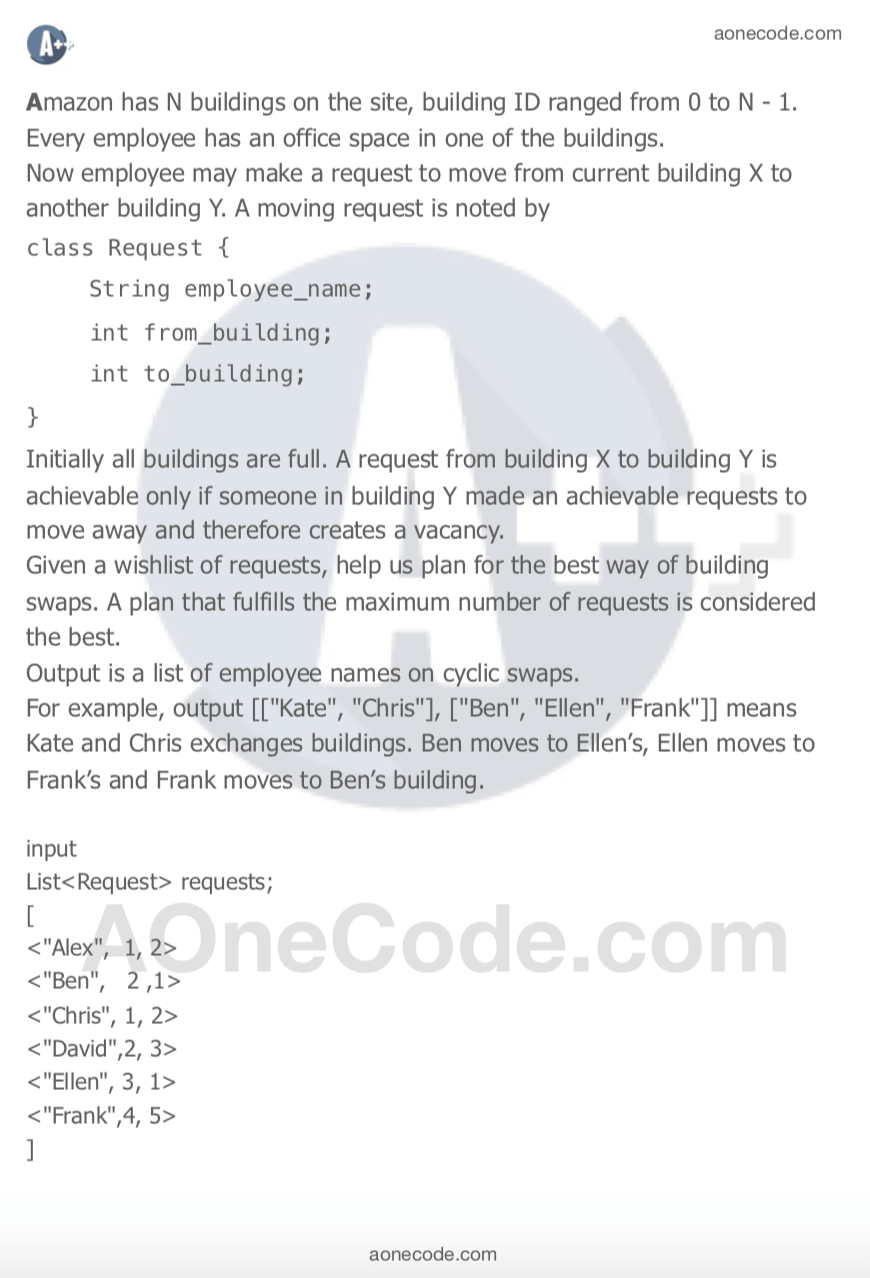 A++
aonecode.com
Amazon has N buildings on the site, building ID ranged from 0 to N - 1.
Every employee has an office space in one of the buildings.
Now employee may make a request to move from current building X to
another building Y. A moving request is noted by
class Request {
String employee_name;
int from_building;
int to_building;
}
Initially all buildings are full. A request from building X to building Y is
achievable only if someone in building Y made an achievable requests to
move away and therefore creates a vacancy.
Given a wishlist of requests, help us plan for the best way of building
swaps. A plan that fulfills the maximum number of requests is considered
the best.
Output is a list of employee names on cyclic swaps.
For example, output [["Kate", "Chris"], ["Ben", "Ellen", "Frank"]] means
Kate and Chris exchanges buildings. Ben moves to Ellen’s, Ellen moves to
Frank’s and Frank moves to Ben’s building.
input
List<Request> requests;
[
AOneCode.com
<"Alex", 1, 2>
<"Ben", 2 ,1>
<"Chris", 1, 2>
<"David",2, 3>
<"Ellen", 3, 1>
<"Frank",4, 5>
]
A++
aonecode.com